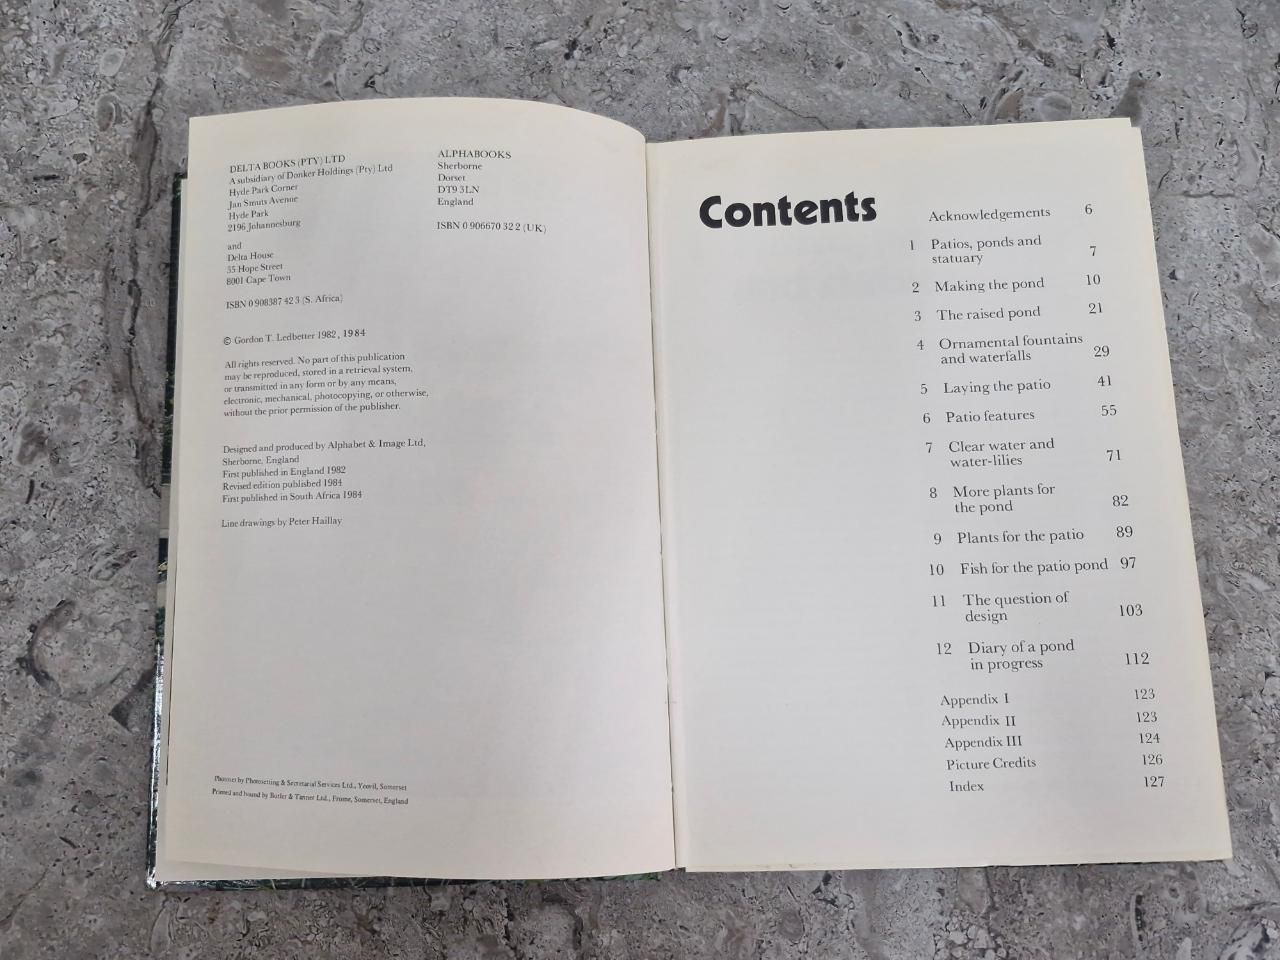 DELTA BOOKS (PTY) LTD
A subsidiary of Donker Holdings (Pty) Ltd
Hyde Park Corner
Jan Smuts Avenue
Hyde Park
2196 Johannesburg
and
Delta House
35 Hope Street
8001 Cape Town
ISBN 0 908387 42 3 (S. Africa)
ALPHABOOKS
Sherborne
Dorset
DT9 3LN
England
ISBN 0 906670 32 2 (UK)
© Gordon T. Ledbetter 1982, 1984
All rights reserved. No part of this publication
may be reproduced, stored in a retrieval system,
or transmitted in any form or by any means,
electronic, mechanical, photocopying, or otherwise,
without the prior permission of the publisher.
Designed and produced by Alphabet & Image Ltd,
Sherborne, England
First published in England 1982
Revised edition published 1984
First published in South Africa 1984
Line drawings by Peter Haillay
Photoset by Photosetting & Secretarial Services Ltd., Yeovil, Somerset
Printed and bound by Butler & Tanner Ltd., Frome, Somerset, England
Contents
Acknowledgements 6
1 Patios, ponds and
statuary 7
2 Making the pond 10
3 The raised pond 21
4 Ornamental fountains
and waterfalls 29
5 Laying the patio 41
6 Patio features 55
7 Clear water and
water-lilies 71
8 More plants for
the pond 82
9 Plants for the patio 89
10 Fish for the patio pond 97
11 The question of
design 103
12 Diary of a pond
in progress 112
Appendix I 123
Appendix II 123
Appendix III 124
Picture Credits 126
Index 127